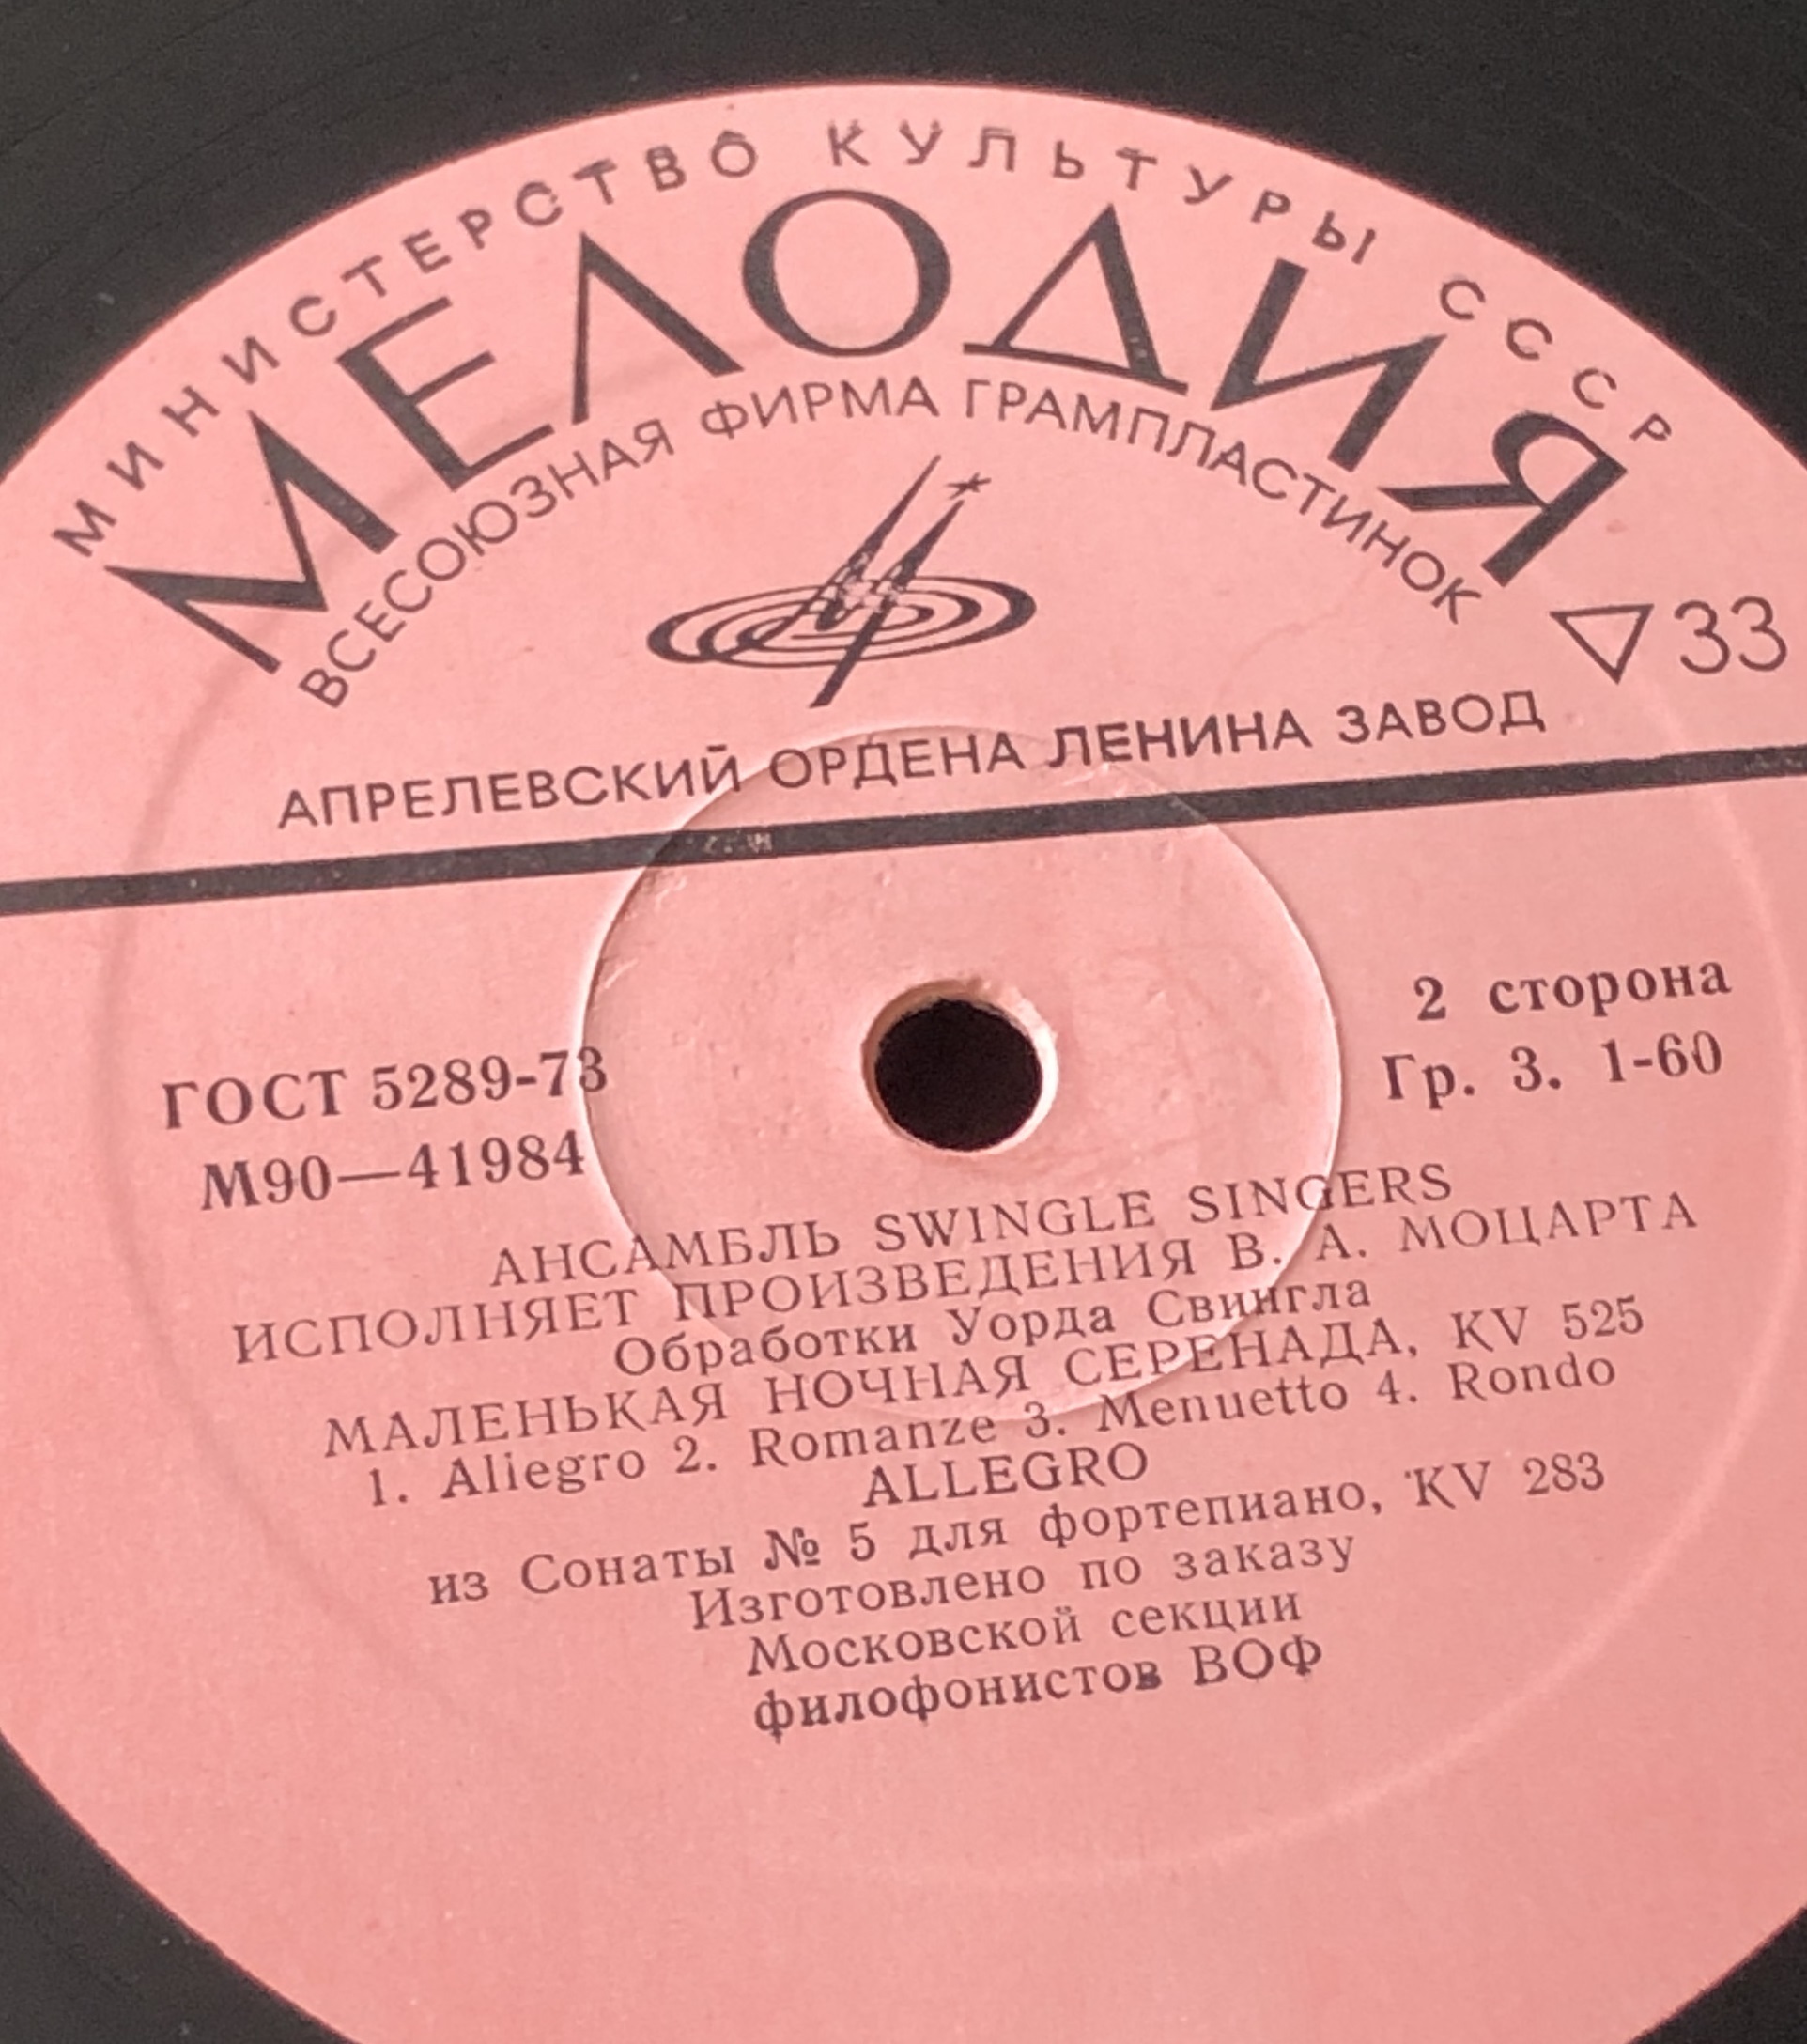 МИНИСТЕРСТВО КУЛЬТУРЫ СССР
МЕЛОДИЯ
ВСЕСОЮЗНАЯ ФИРМА ГРАМПЛАСТИНОК
33
АПРЕЛЕВСКИЙ ОРДЕНА ЛЕНИНА ЗАВОД
2 сторона
ГОСТ 5289-73
Гр. 3. 1-60
М90—41984
АНСАМБЛЬ SWINGLE SINGERS
ИСПОЛНЯЕТ ПРОИЗВЕДЕНИЯ В. А. МОЦАРТА
Обработки Уорда Свингла
МАЛЕНЬКАЯ НОЧНАЯ СЕРЕНАДА, KV 525
1. Aliegro 2. Romanze 3. Menuetto 4. Rondo
ALLEGRO
из Сонаты № 5 для фортепиано, KV 283
Изготовлено по заказу
Московской секции
филофонистов ВОФ